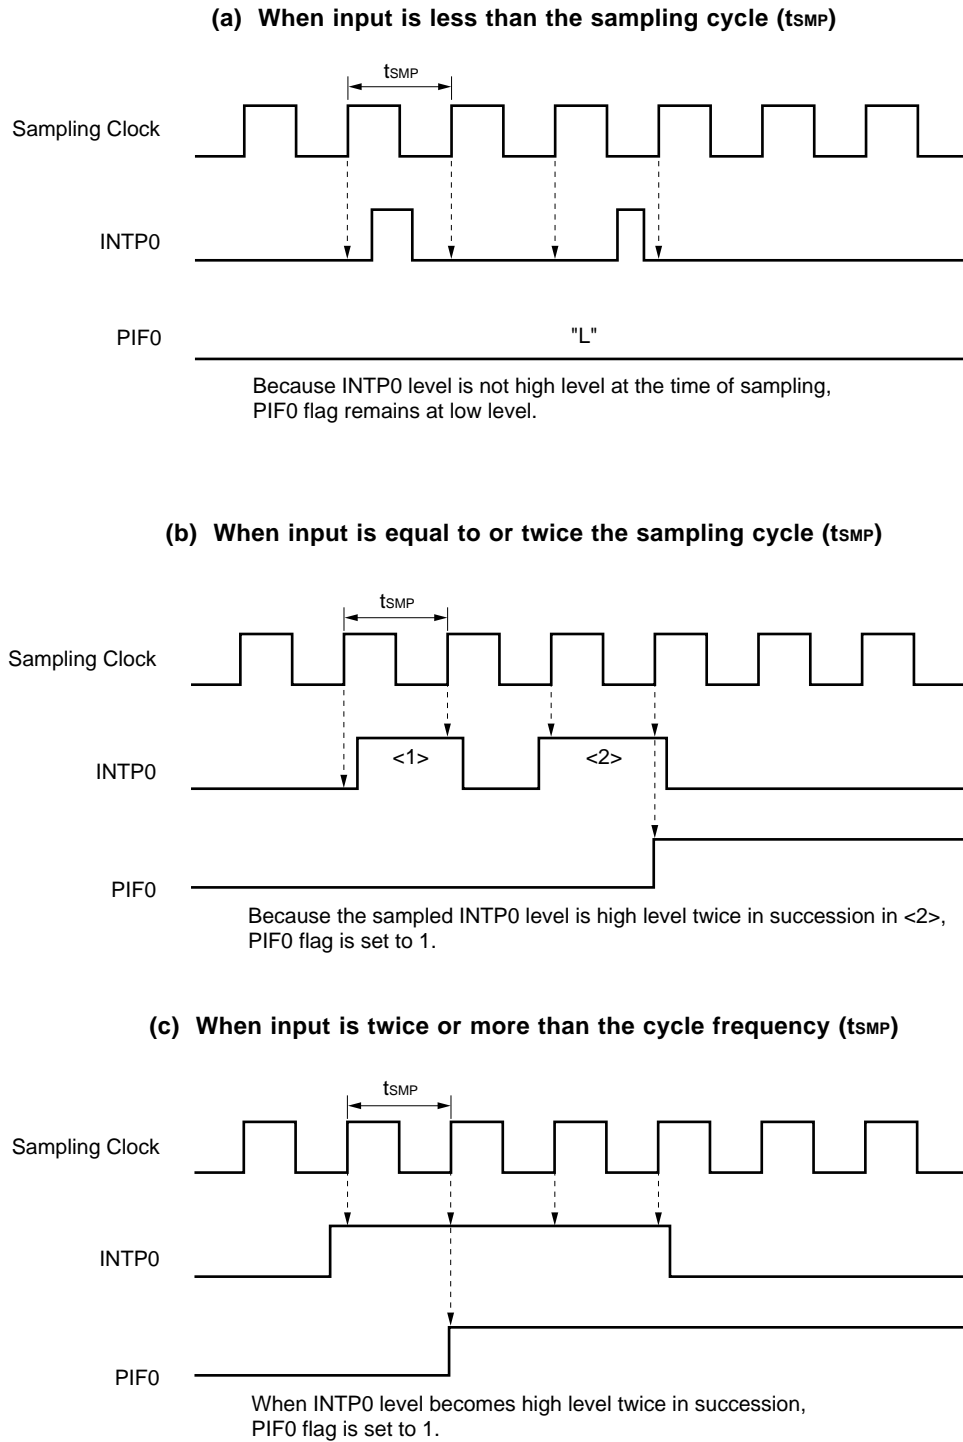 (a) When input is less than the sampling cycle (tSMP)
tSMP
Sampling Clock
INTP0
PIF0
"L"
Because INTP0 level is not high level at the time of sampling,
PIF0 flag remains at low level.
(b) When input is equal to or twice the sampling cycle (tSMP)
tSMP
Sampling Clock
<1>
<2>
INTP0
PIF0
Because the sampled INTP0 level is high level twice in succession in <2>,
PIF0 flag is set to 1.
(c) When input is twice or more than the cycle frequency (tSMP)
tSMP
Sampling Clock
INTP0
PIF0
When INTP0 level becomes high level twice in succession,
PIF0 flag is set to 1.